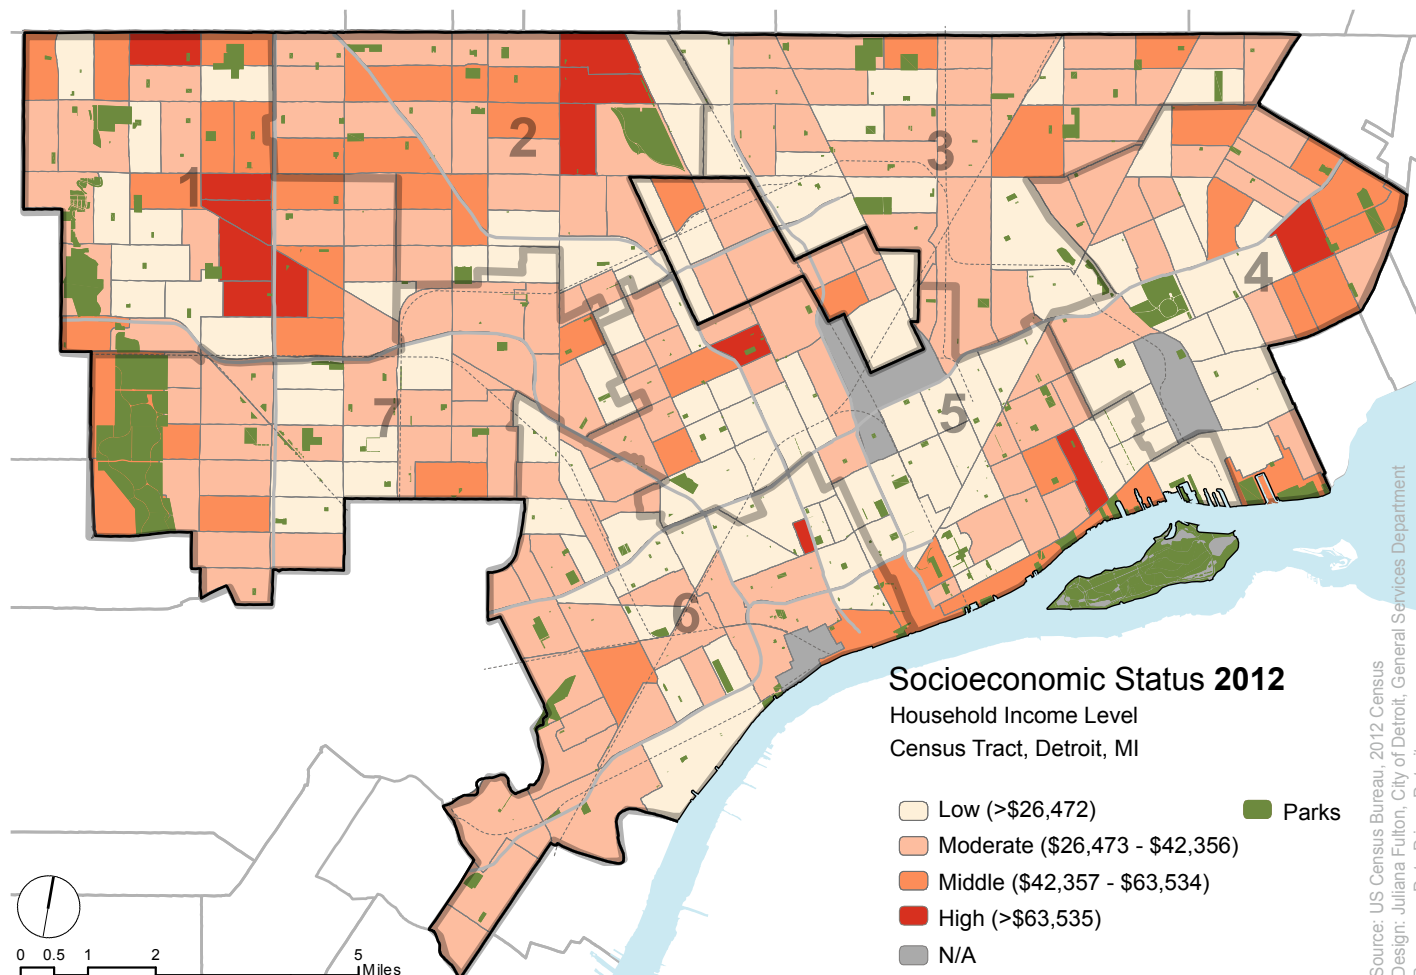 1
2
3
4
5
6
7
Socioeconomic Status 2012
Household Income Level
Census Tract, Detroit, MI
Low (>$26,472)
Moderate ($26,473 - $42,356)
Middle ($42,357 - $63,534)
High (>$63,535)
N/A
Parks
0 0.5 1 2 5
Miles
Source: US Census Bureau, 2012 Census
Design: Juliana Fulton, City of Detroit, General Services Department